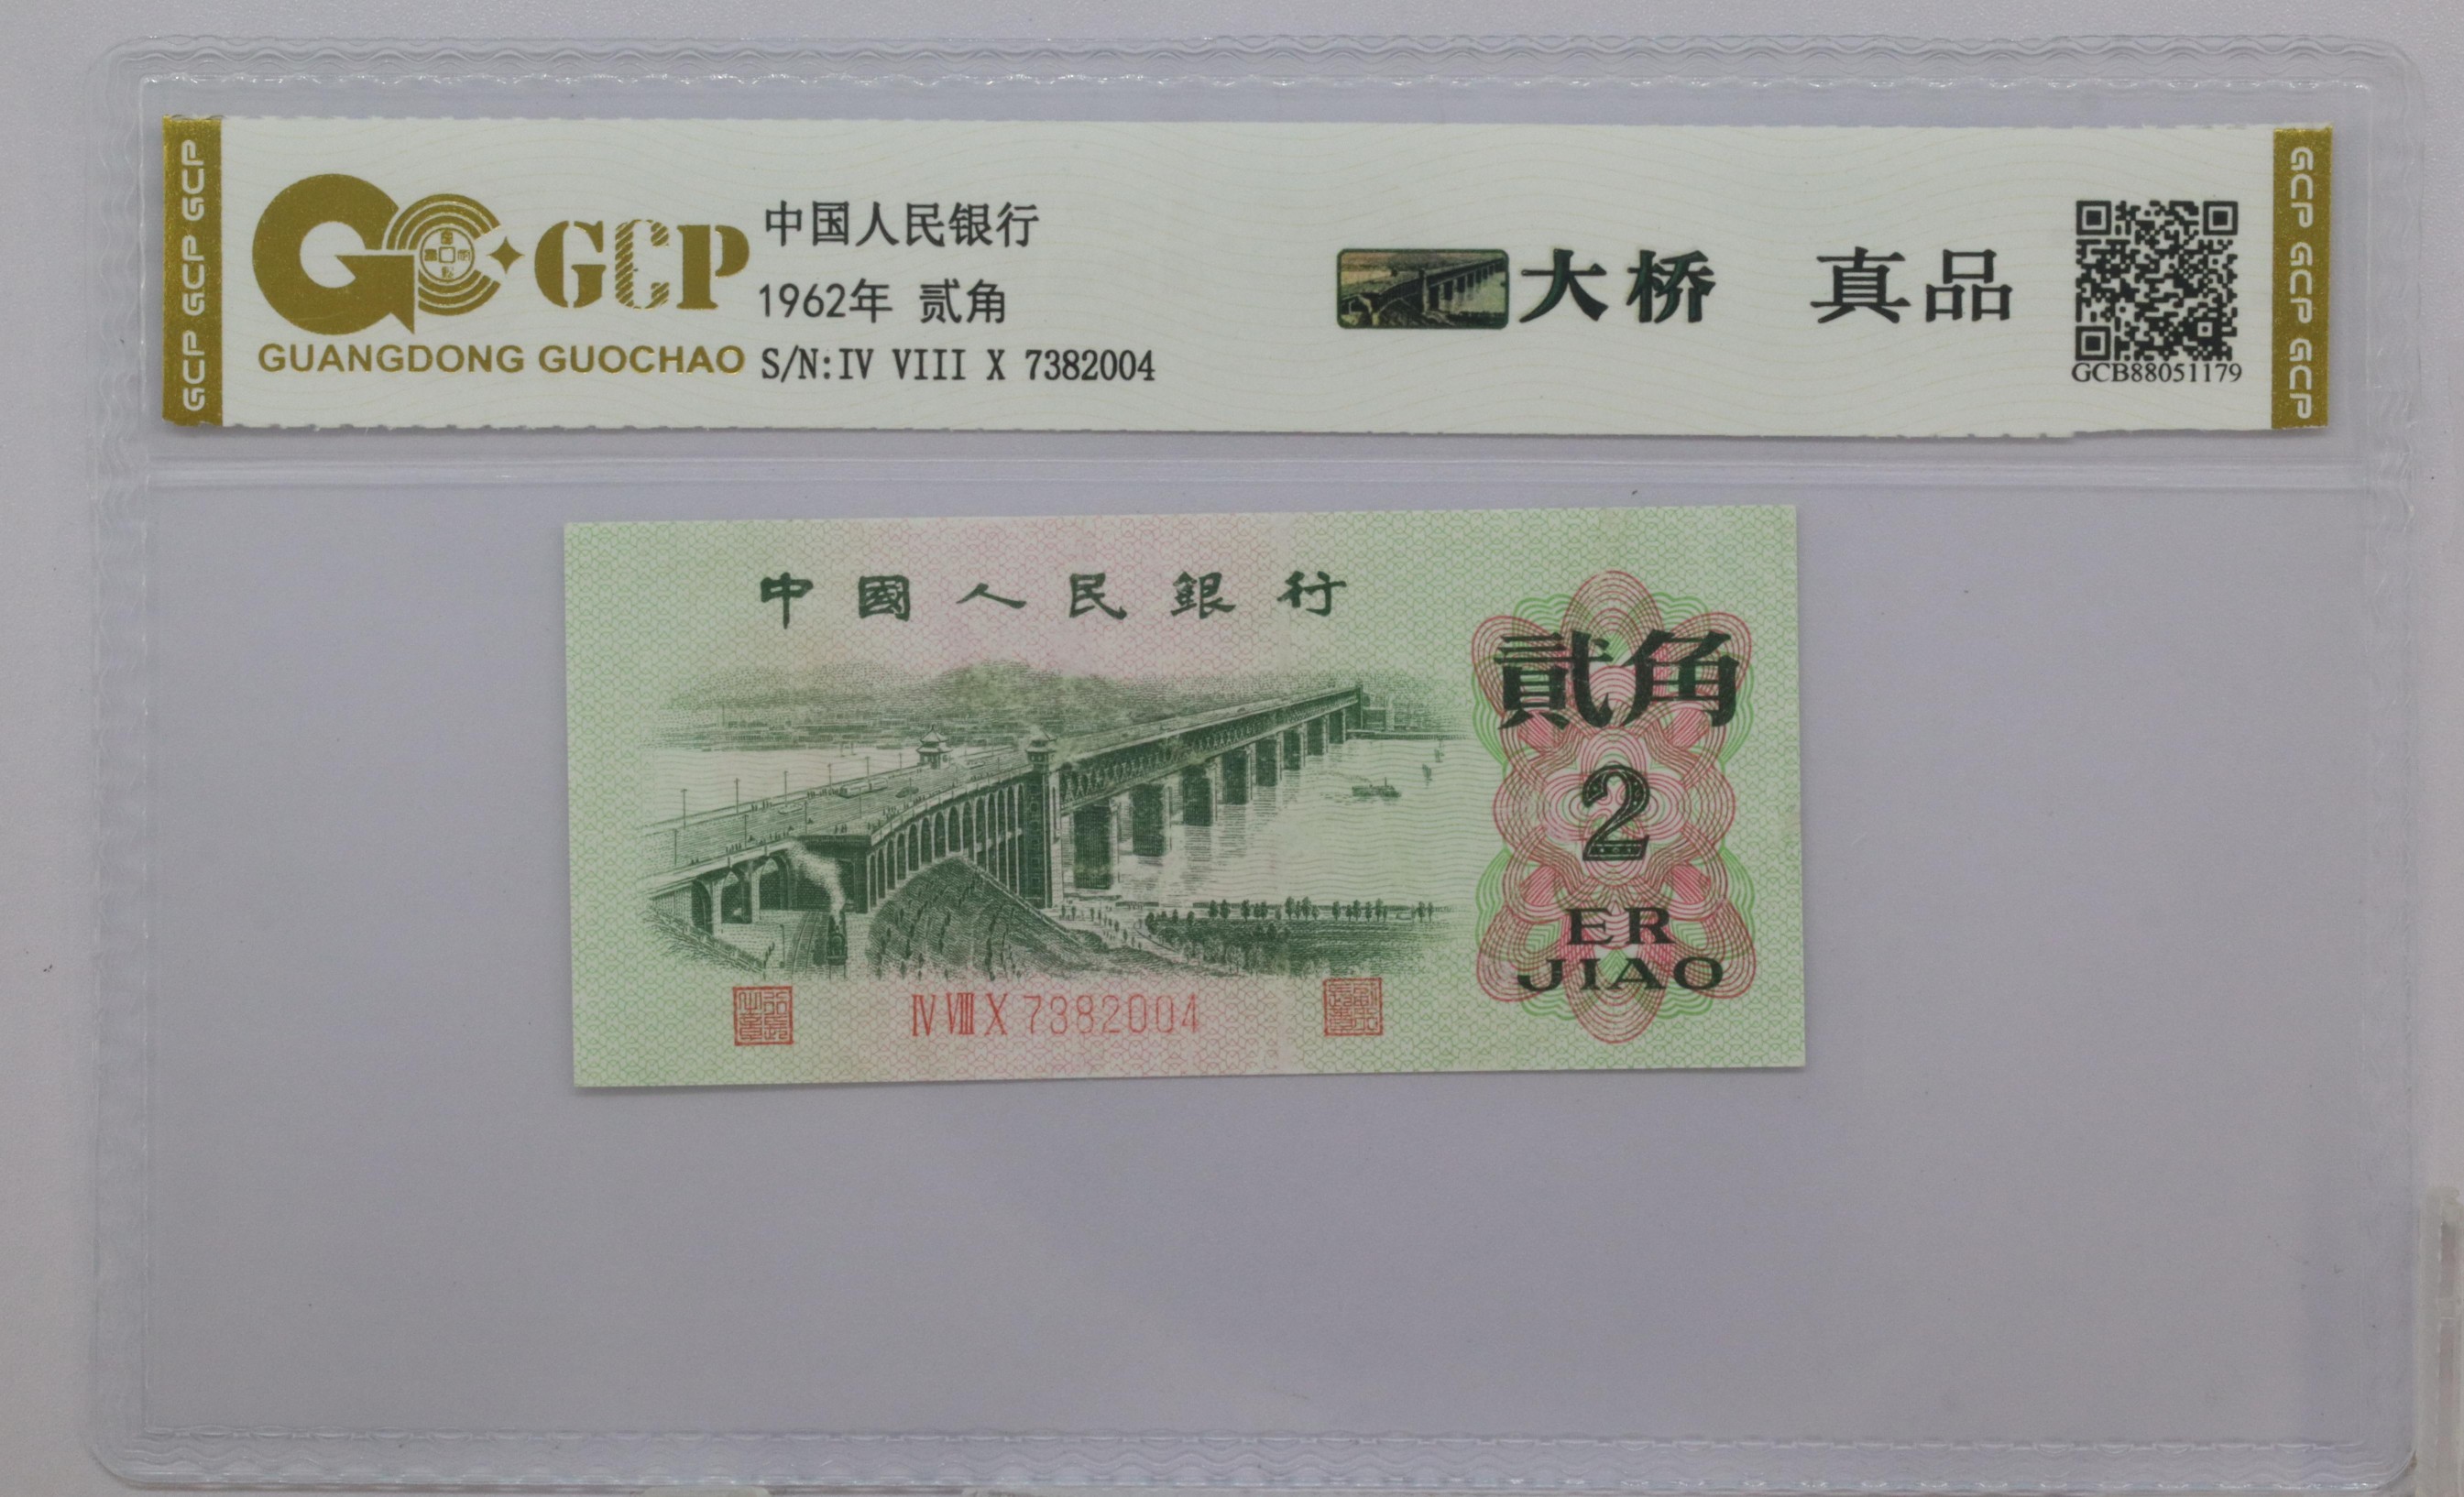 GCP GCP GCP
GCP
GUANGDONG GUOCHAO
中国人民银行
1962年 贰角
S/N:IV VIII X 7382004
大桥 真品
GCB88051179
GCP GCP GCP
中國人民銀行
貳角
2
ER
JIAO
IV VIII X 7382004